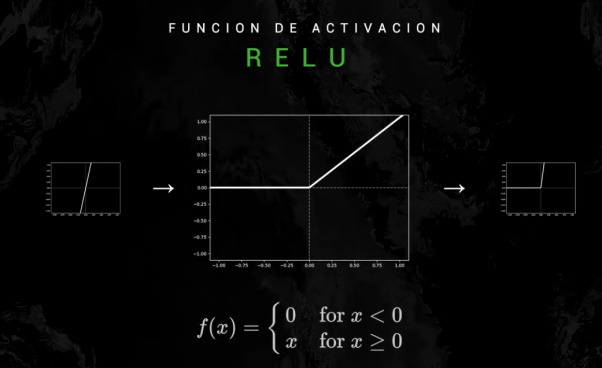 FUNCION DE ACTIVACION
RELU
1.00
0.75
0.50
0.25
0.00
−0.25
−0.50
−0.75
−1.00
−1.00 −0.75 −0.50 −0.25 0.00 0.25 0.50 0.75 1.00
→ →
f(x) = { 0 for x < 0
x for x ≥ 0